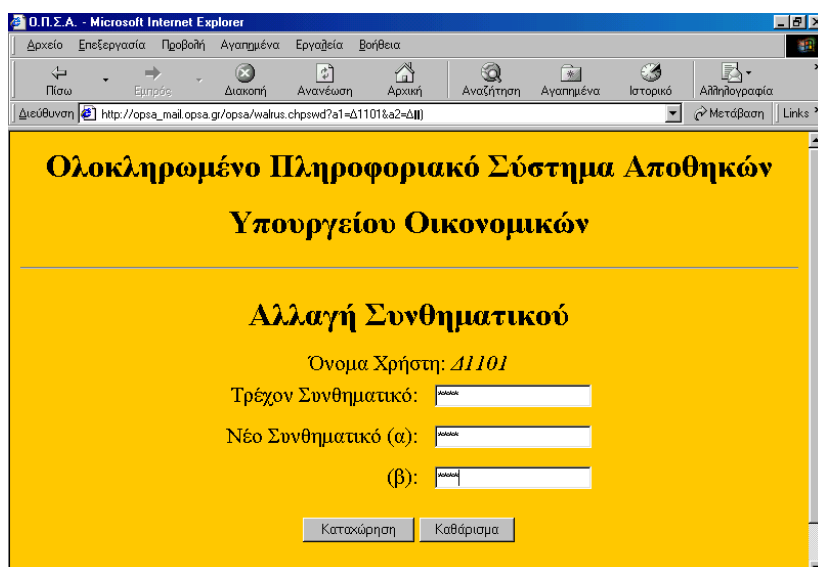 Ο.Π.Σ.Α. - Microsoft Internet Explorer
Αρχείο Επεξεργασία Προβολή Αγαπημένα Εργαλεία Βοήθεια
Πίσω Εμπρός Διακοπή Ανανέωση Αρχική Αναζήτηση Αγαπημένα Ιστορικό Αλληλογραφία
Διεύθυνση http://opsa_mail.opsa.gr/opsa/walrus.chpswd?a1=Δ1101&a2= Μετάβαση Links
Ολοκληρωμένο Πληροφοριακό Σύστημα Αποθηκών
Υπουργείου Οικονομικών
Αλλαγή Συνθηματικού
Όνομα Χρήστη: Δ1101
Τρέχον Συνθηματικό: *****
Νέο Συνθηματικό (α): *****
(β): *****
Καταχώρηση Καθάρισμα